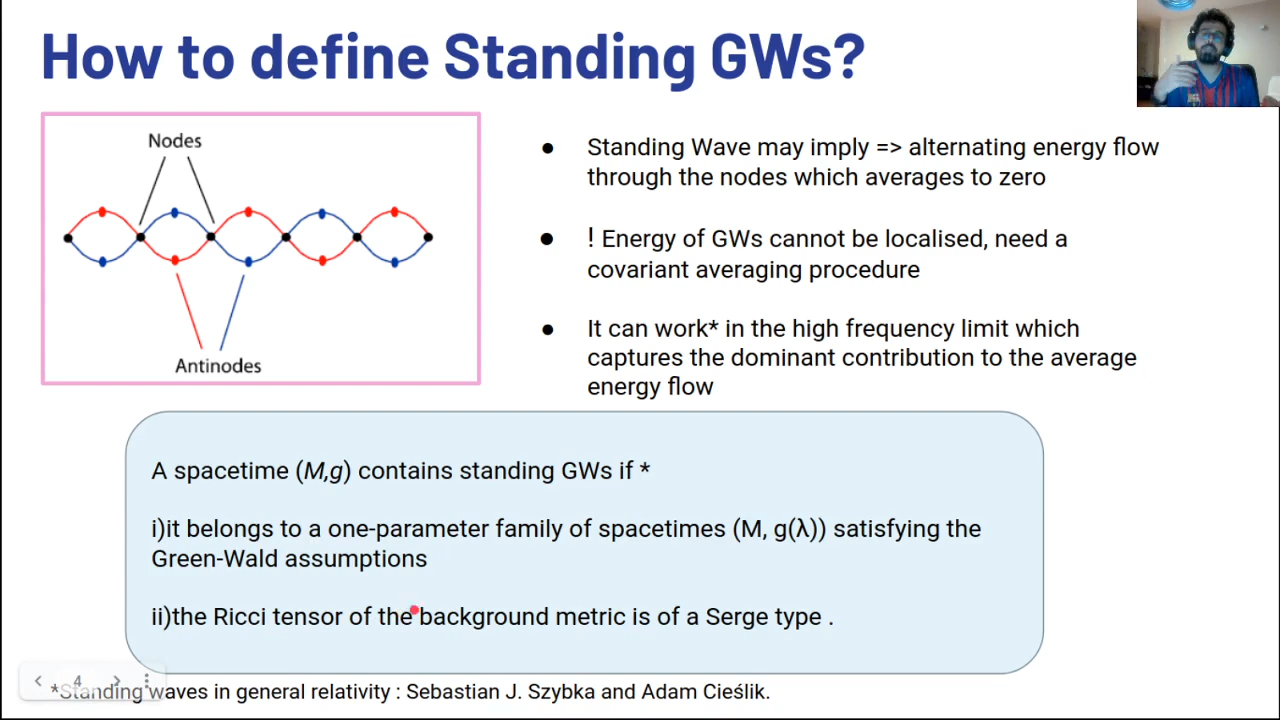 How to define Standing GWs?
Nodes
Antinodes
● Standing Wave may imply => alternating energy flow
through the nodes which averages to zero
● ! Energy of GWs cannot be localised, need a
covariant averaging procedure
● It can work* in the high frequency limit which
captures the dominant contribution to the average
energy flow
A spacetime (M,g) contains standing GWs if *
i)it belongs to a one-parameter family of spacetimes (M, g(λ)) satisfying the
Green-Wald assumptions
ii)the Ricci tensor of the background metric is of a Serge type .
4
*Standing waves in general relativity : Sebastian J. Szybka and Adam Cieślik.